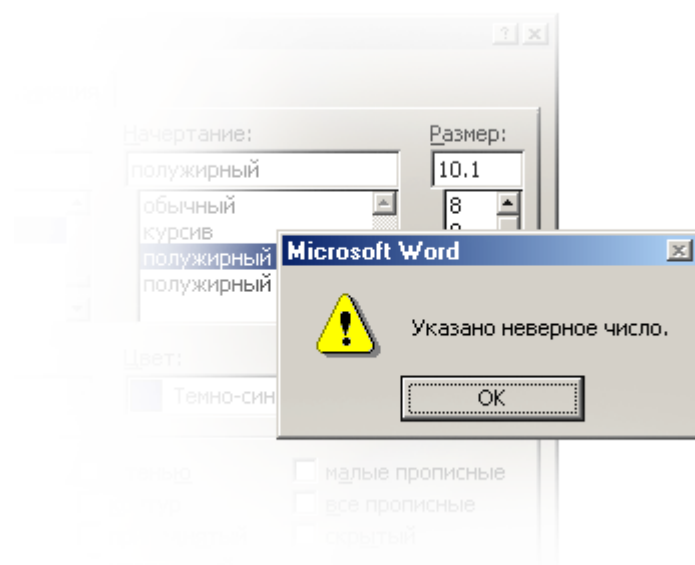 Начертание:
Размер:
полужирный
10.1
обычный
8
курсив
полужирный
полужирный
Microsoft Word
Указано неверное число.
OK
Цвет:
Темно-син
малые прописные
все прописные
скрытый